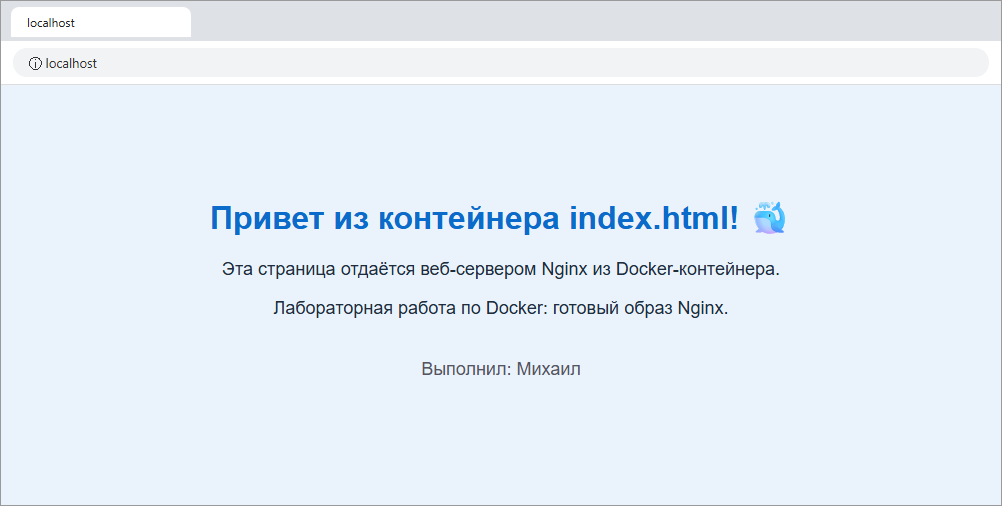 localhost
localhost
Привет из контейнера index.html! 🐳
Эта страница отдаётся веб-сервером Nginx из Docker-контейнера.
Лабораторная работа по Docker: готовый образ Nginx.
Выполнил: Михаил